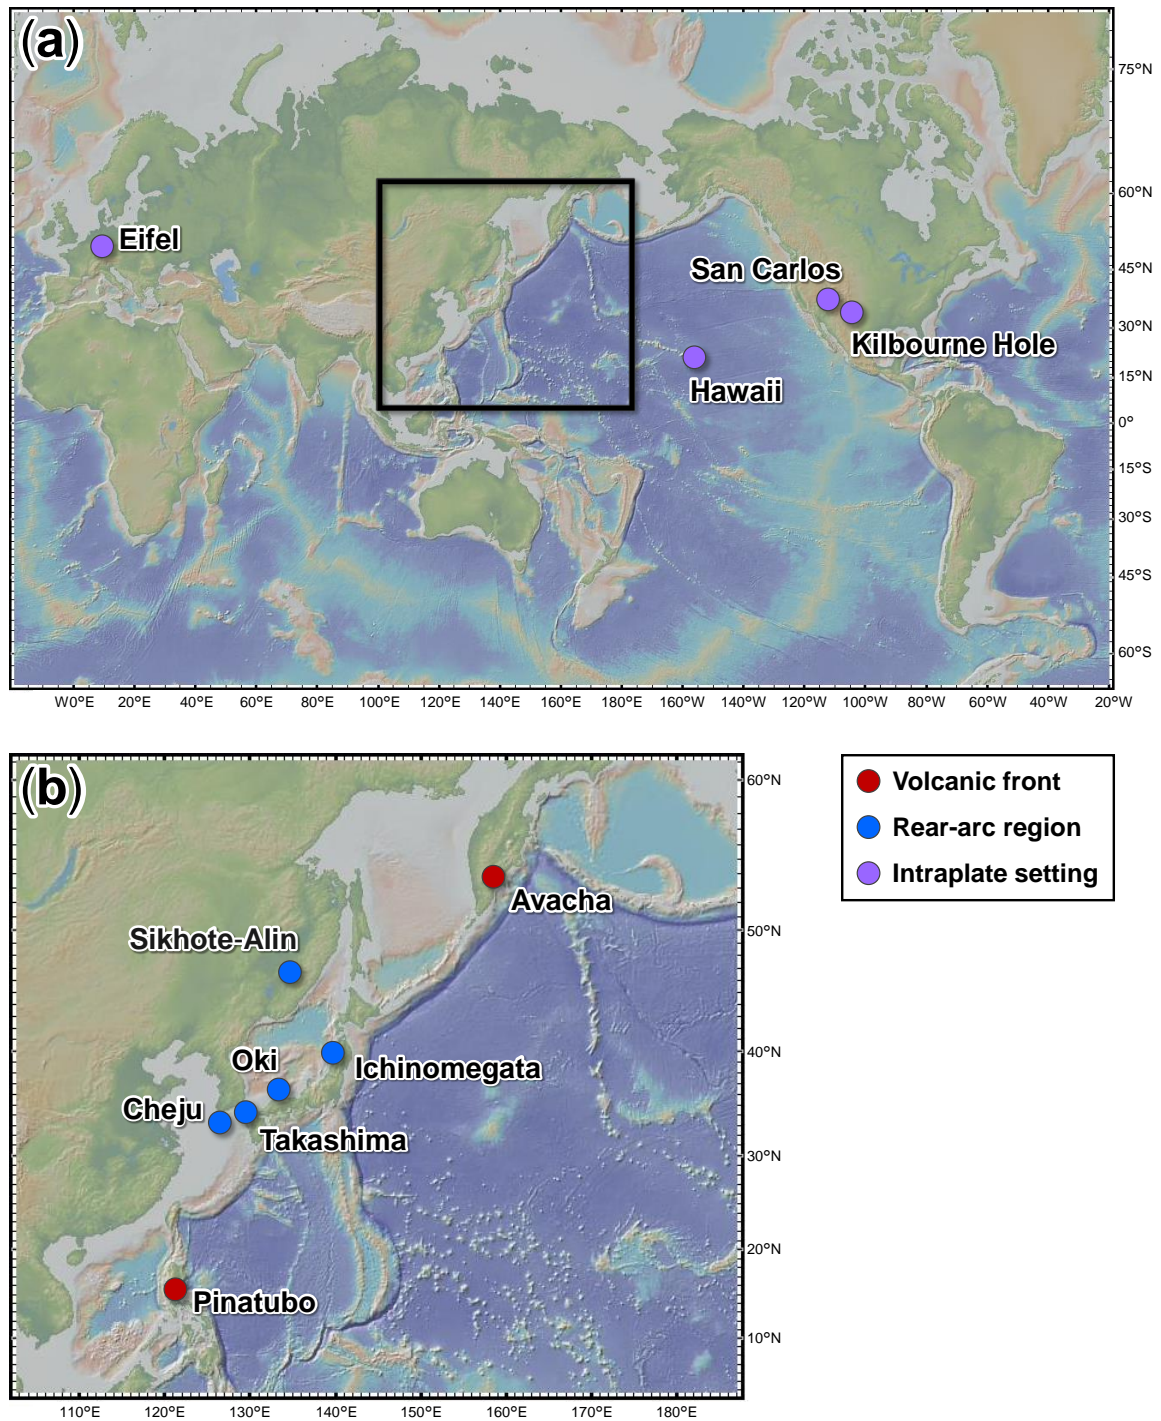 (a)
75°N
60°N
45°N
30°N
15°N
0°
15°S
30°S
45°S
60°S
Eifel
San Carlos
Kilbourne Hole
Hawaii
W0°E 20°E 40°E 60°E 80°E 100°E 120°E 140°E 160°E 180°E 160°W 140°W 120°W 100°W 80°W 60°W 40°W 20°W
(b)
Volcanic front
Rear-arc region
Intraplate setting
60°N
50°N
40°N
30°N
20°N
10°N
Avacha
Sikhote-Alin
Oki
Ichinomegata
Cheju
Takashima
Pinatubo
110°E 120°E 130°E 140°E 150°E 160°E 170°E 180°E